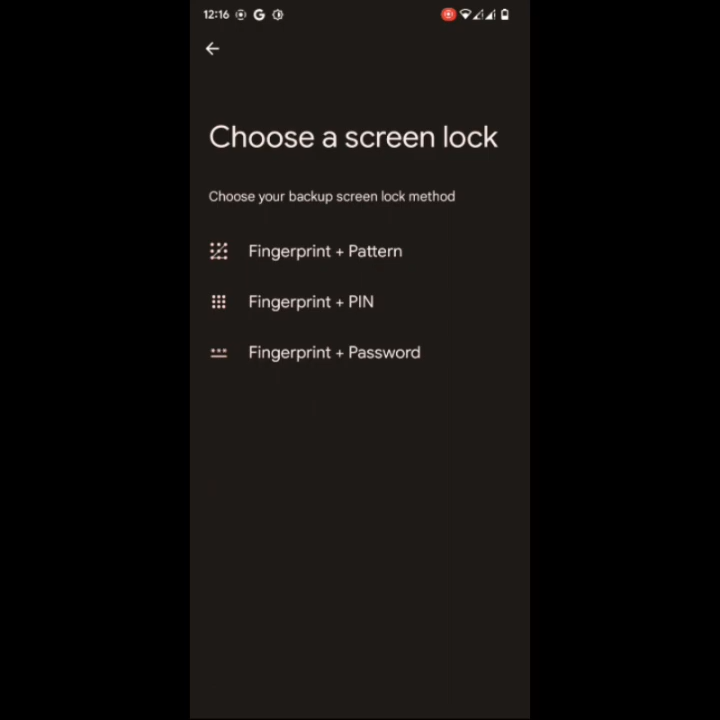 12:16
Choose a screen lock
Choose your backup screen lock method
Fingerprint + Pattern
Fingerprint + PIN
Fingerprint + Password